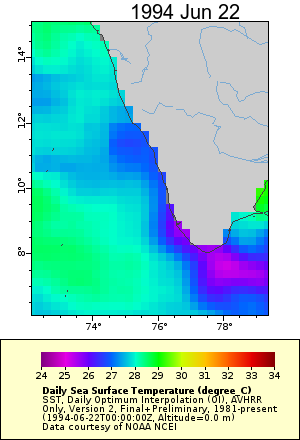 1994 Jun 22
14°
12°
10°
8°
74° 76° 78°
24 25 26 27 28 29 30 31 32 33 34
Daily Sea Surface Temperature (degree_C)
SST, Daily Optimum Interpolation (OI), AVHRR
Only, Version 2, Final+Preliminary, 1981-present
(1994-06-22T00:00:00Z, Altitude=0.0 m)
Data courtesy of NOAA NCEI